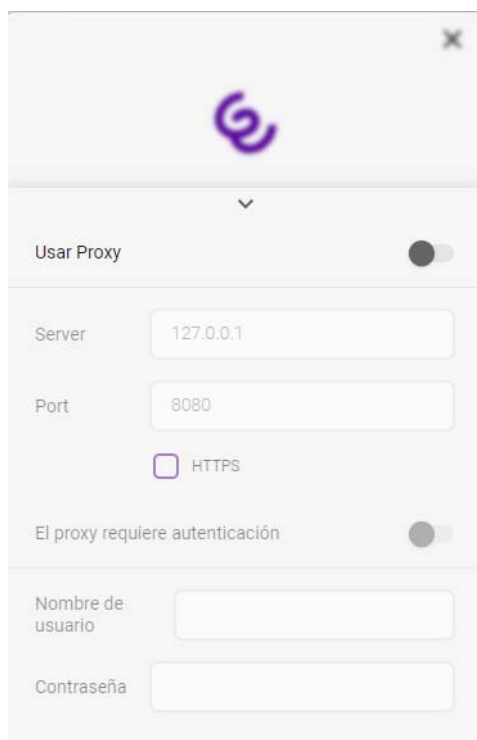 Usar Proxy
Server
127.0.0.1
Port
8080
HTTPS
El proxy requiere autenticación
Nombre de
usuario
Contraseña